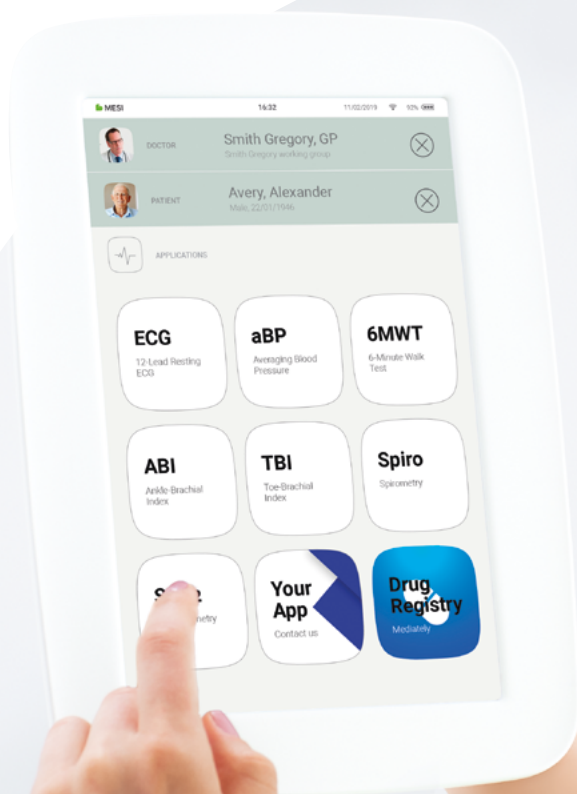 MESI 16:32 11/02/2019 93%
DOCTOR
Smith Gregory, GP
Smith Gregory working group
PATIENT
Avery, Alexander
Male, 22/01/1946
APPLICATIONS
ECG
12-Lead Resting
ECG
aBP
Averaging Blood
Pressure
6MWT
6-Minute Walk
Test
ABI
Ankle-Brachial
Index
TBI
Toe-Brachial
Index
Spiro
Spirometry
Your
App
Contact us
Drug
Registry
Mediately